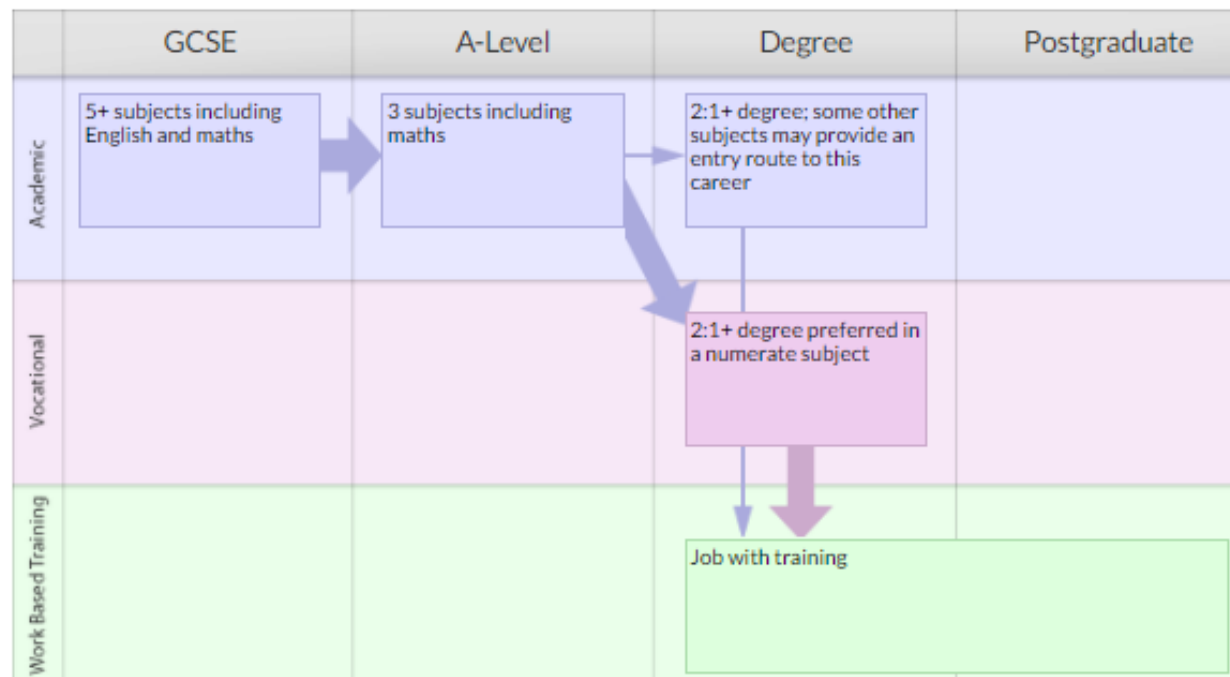 GCSE
A-Level
Degree
Postgraduate
Academic
5+ subjects including
English and maths
3 subjects including
maths
2:1+ degree; some other
subjects may provide an
entry route to this
career
Vocational
2:1+ degree preferred in
a numerate subject
Work Based Training
Job with training